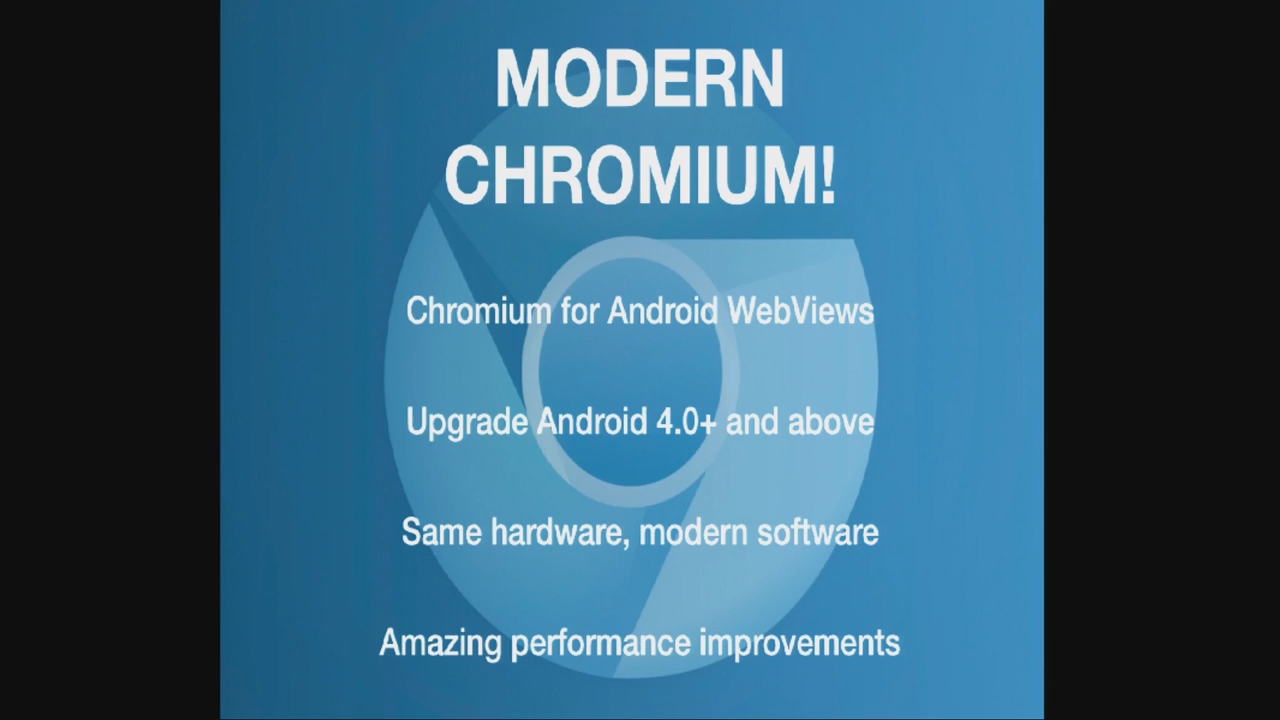 MODERN
CHROMIUM!
Chromium for Android WebViews
Upgrade Android 4.0+ and above
Same hardware, modern software
Amazing performance improvements